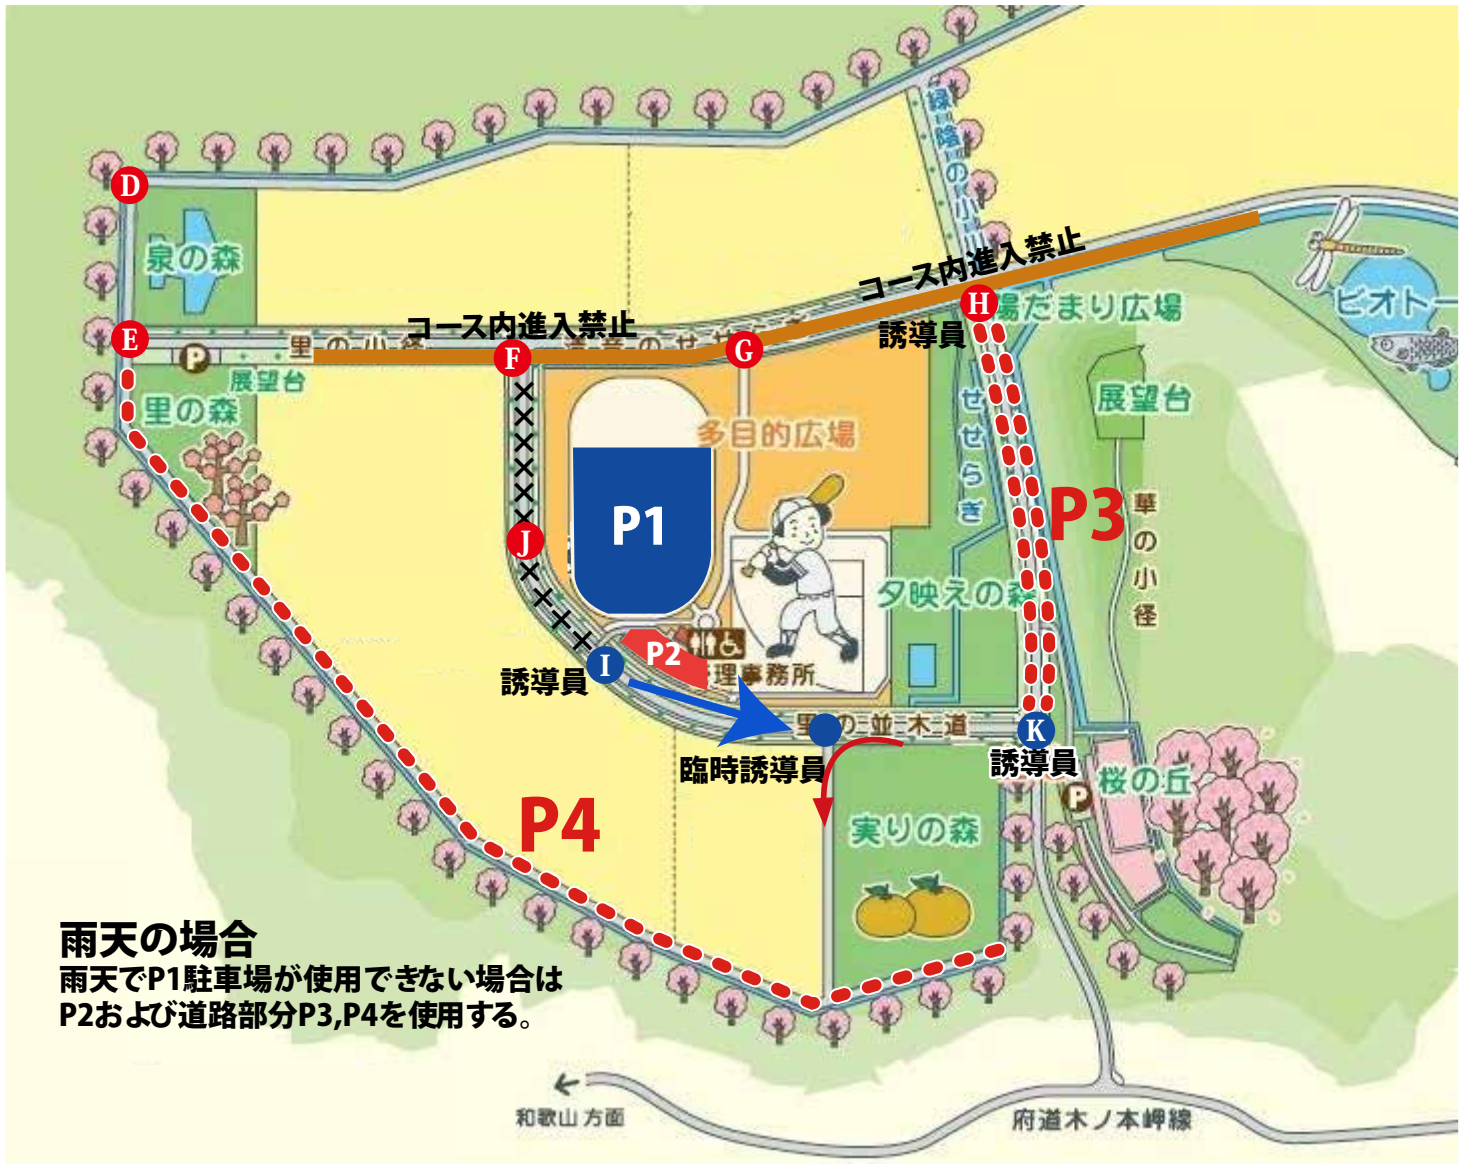 緑陰の小
D
泉の森
コース内進入禁止
ビオトー
H
陽だまり広場
誘導員
E
コース内進入禁止
里の小径
F
G
P
展望台
里の森
多目的広場
せせらぎ
展望台
P1
P3
華の小径
J
夕映えの森
I
P2
管理事務所
誘導員
里の並木道
K
誘導員
臨時誘導員
桜の丘
P
P4
実りの森
雨天の場合
雨天でP1駐車場が使用できない場合は
P2および道路部分P3,P4を使用する。
和歌山方面
府道木ノ本岬線